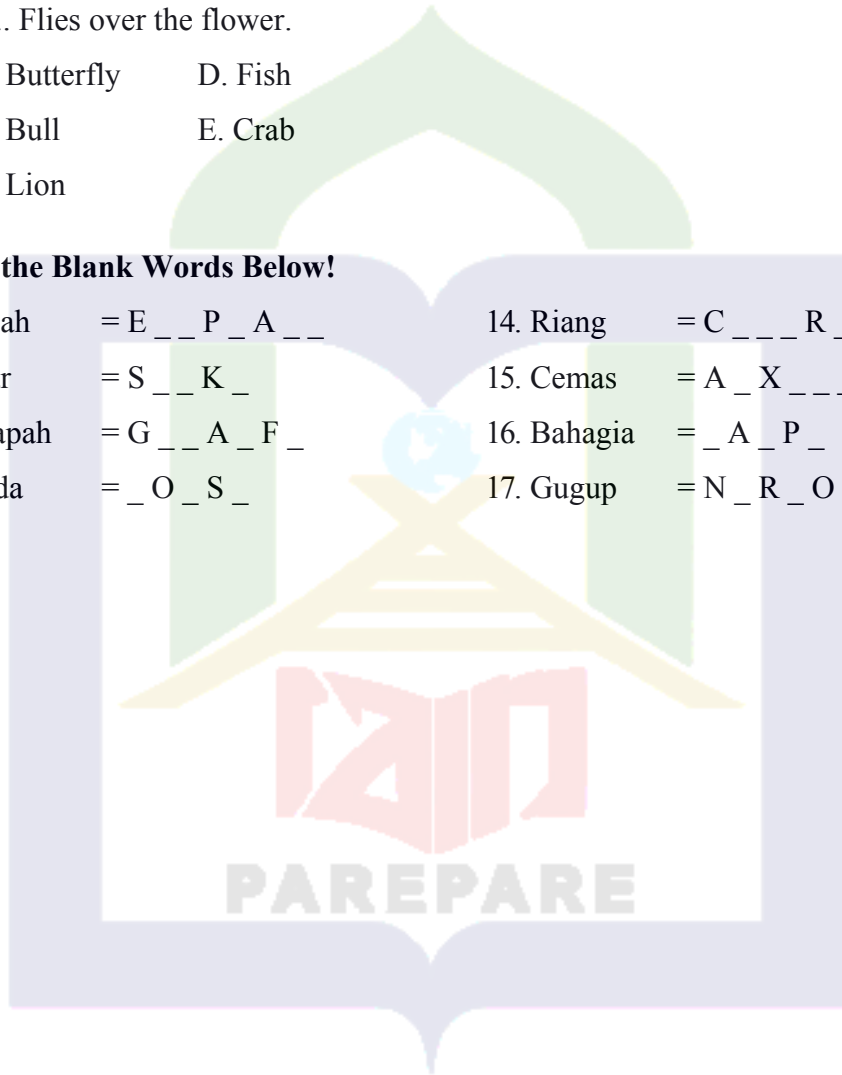 . Flies over the flower.
Butterfly D. Fish
Bull E. Crab
Lion
the Blank Words Below!
ah = E _ _ P _ A _ _ 14. Riang = C _ _ _ R _
r = S _ _ K _ 15. Cemas = A _ X _ _ _
apah = G _ _ A _ F _ 16. Bahagia = _ A _ P _
da = _ O _ S _ 17. Gugup = N _ R _ O
PAREPARE